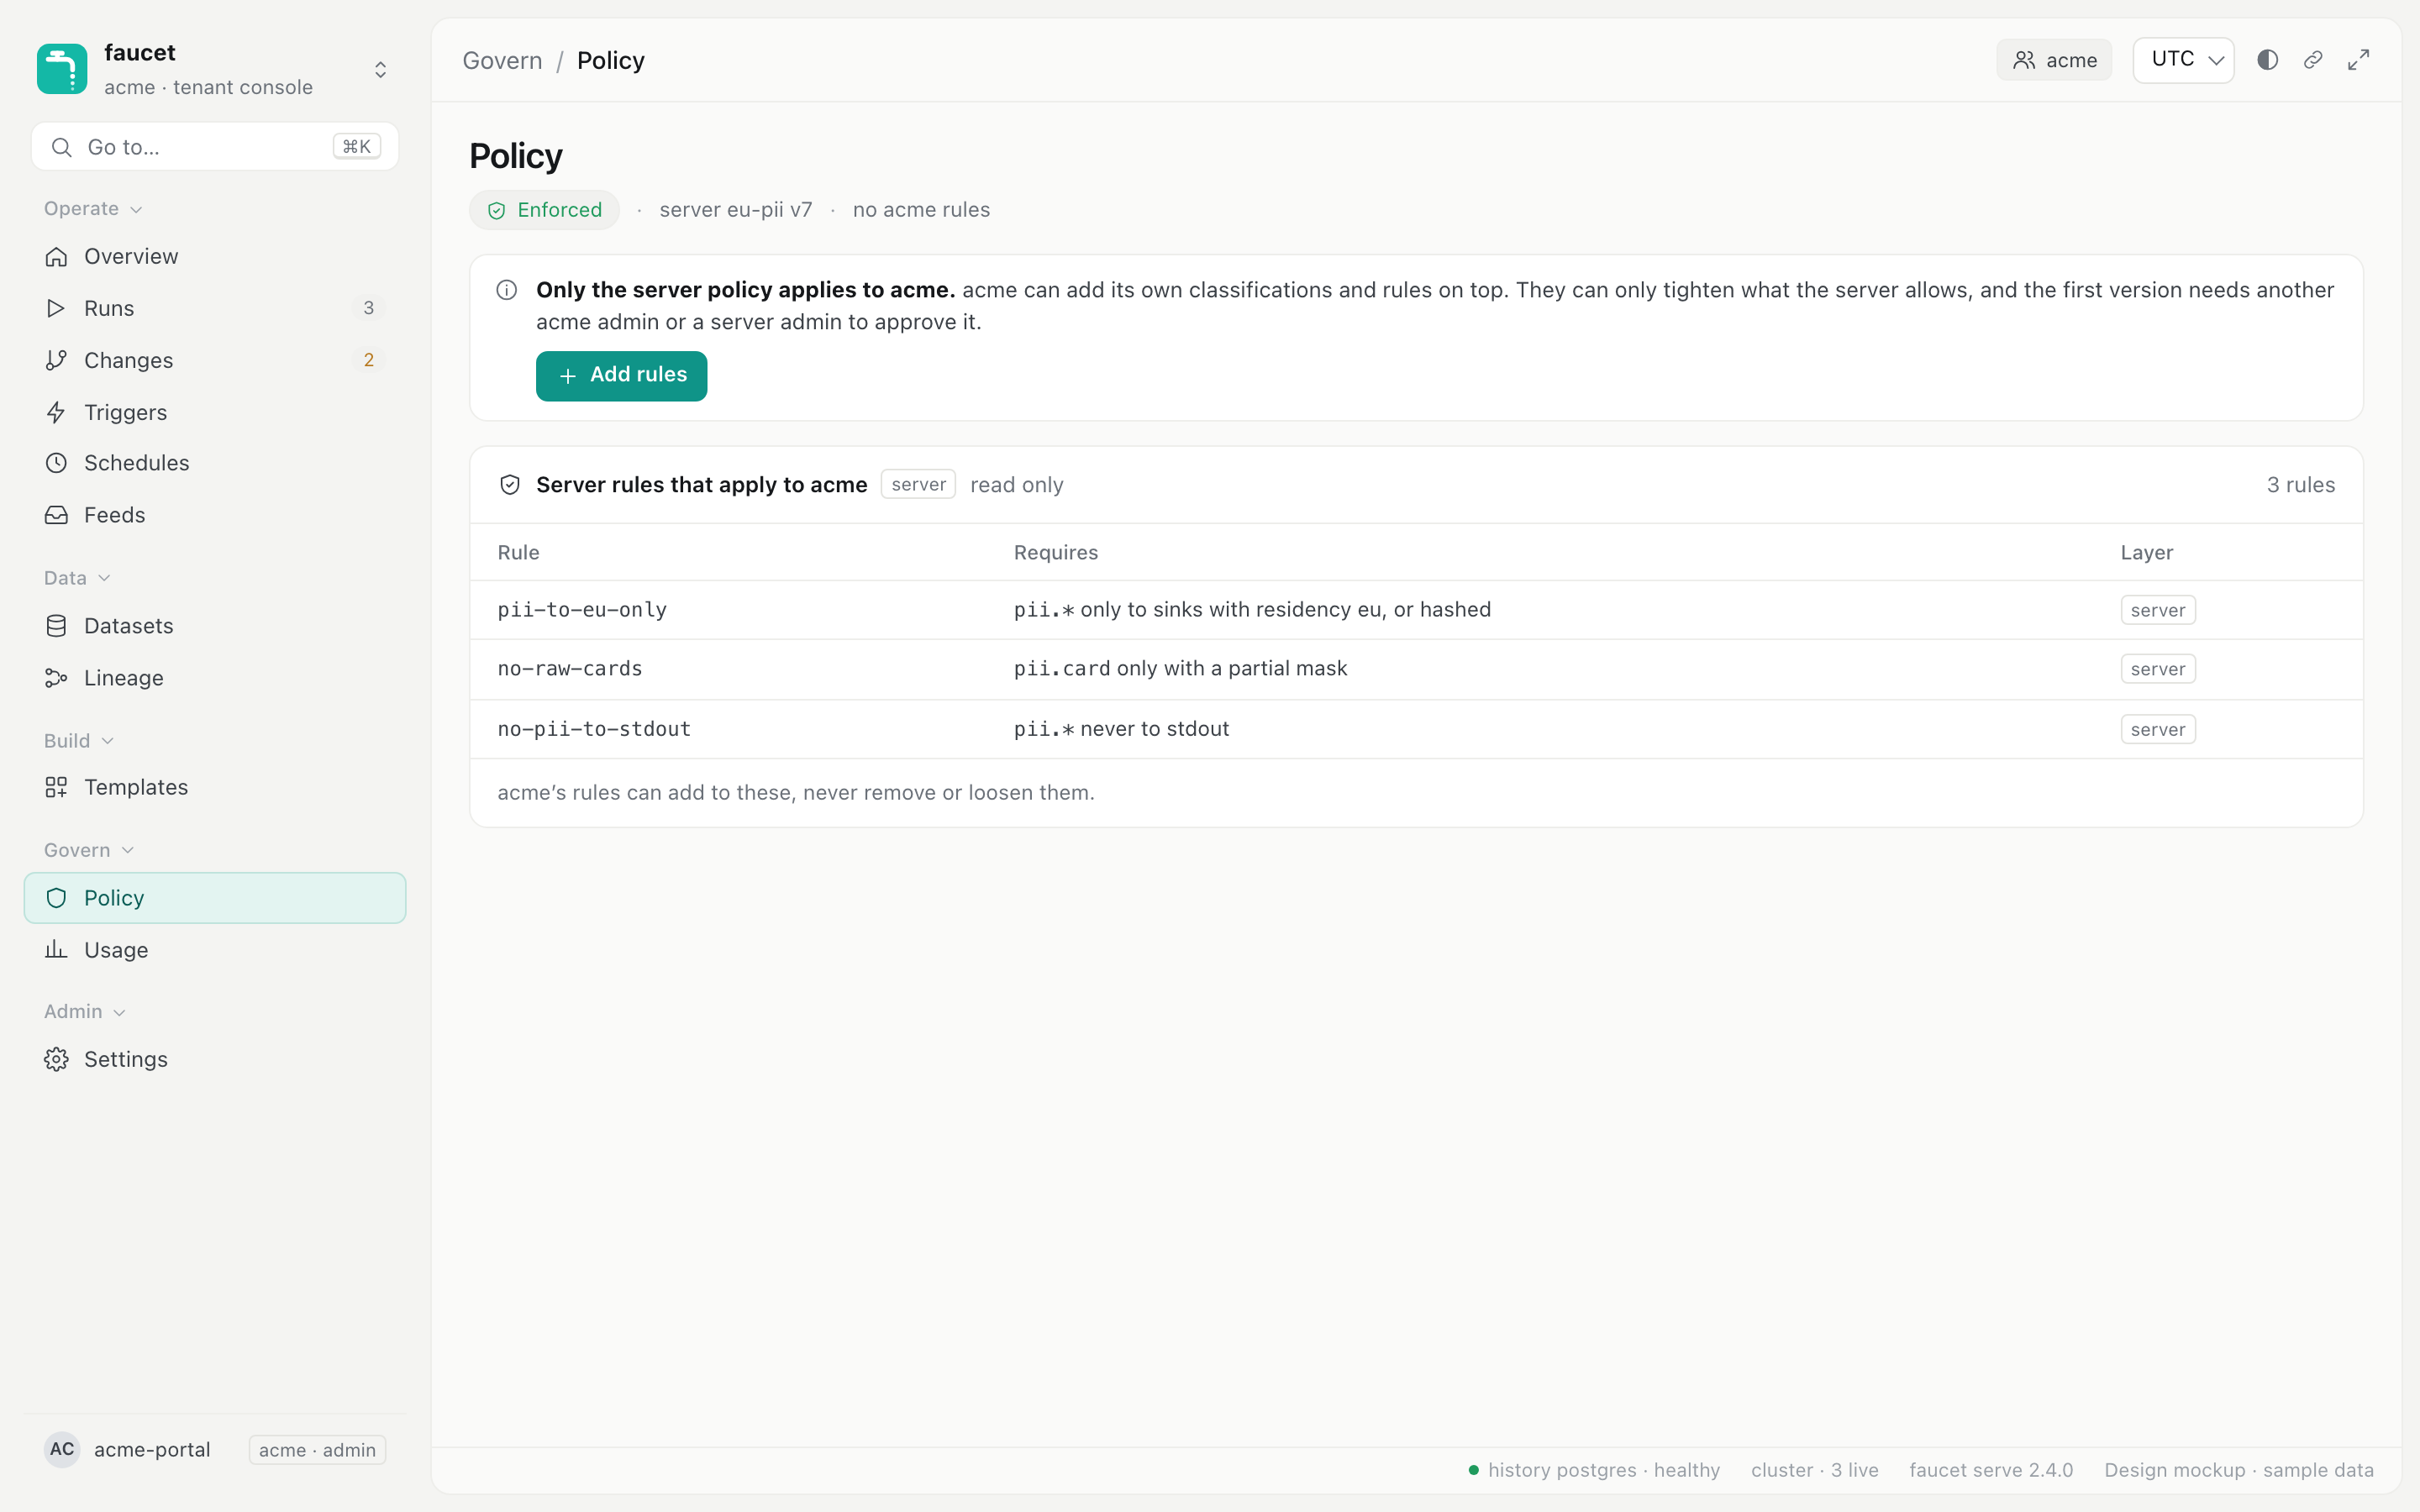 faucet
acme · tenant console
Go to...
⌘K
Operate
Overview
Runs 3
Changes 2
Triggers
Schedules
Feeds
Data
Datasets
Lineage
Build
Templates
Govern
Policy
Usage
Admin
Settings
AC acme-portal acme · admin
Govern / Policy
acme
UTC
Policy
Enforced · server eu-pii v7 · no acme rules
Only the server policy applies to acme. acme can add its own classifications and rules on top. They can only tighten what the server allows, and the first version needs another
acme admin or a server admin to approve it.
+ Add rules
Server rules that apply to acme server read only 3 rules
Rule Requires Layer
pii-to-eu-only pii.* only to sinks with residency eu, or hashed server
no-raw-cards pii.card only with a partial mask server
no-pii-to-stdout pii.* never to stdout server
acme’s rules can add to these, never remove or loosen them.
history postgres · healthy cluster · 3 live faucet serve 2.4.0 Design mockup · sample data